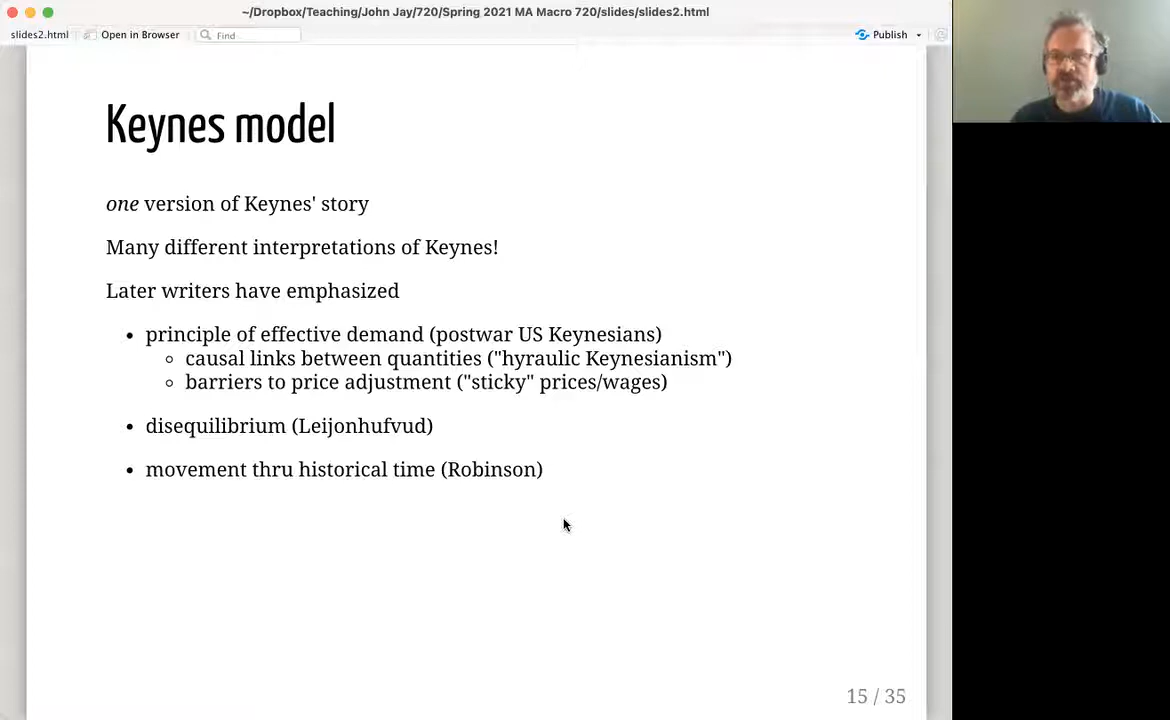 ~/Dropbox/Teaching/John Jay/720/Spring 2021 MA Macro 720/slides/slides2.html
slides2.html
Open in Browser
Find
Publish
Keynes model
one version of Keynes' story
Many different interpretations of Keynes!
Later writers have emphasized
• principle of effective demand (postwar US Keynesians)
○ causal links between quantities ("hyraulic Keynesianism")
○ barriers to price adjustment ("sticky" prices/wages)
• disequilibrium (Leijonhufvud)
• movement thru historical time (Robinson)
15 / 35